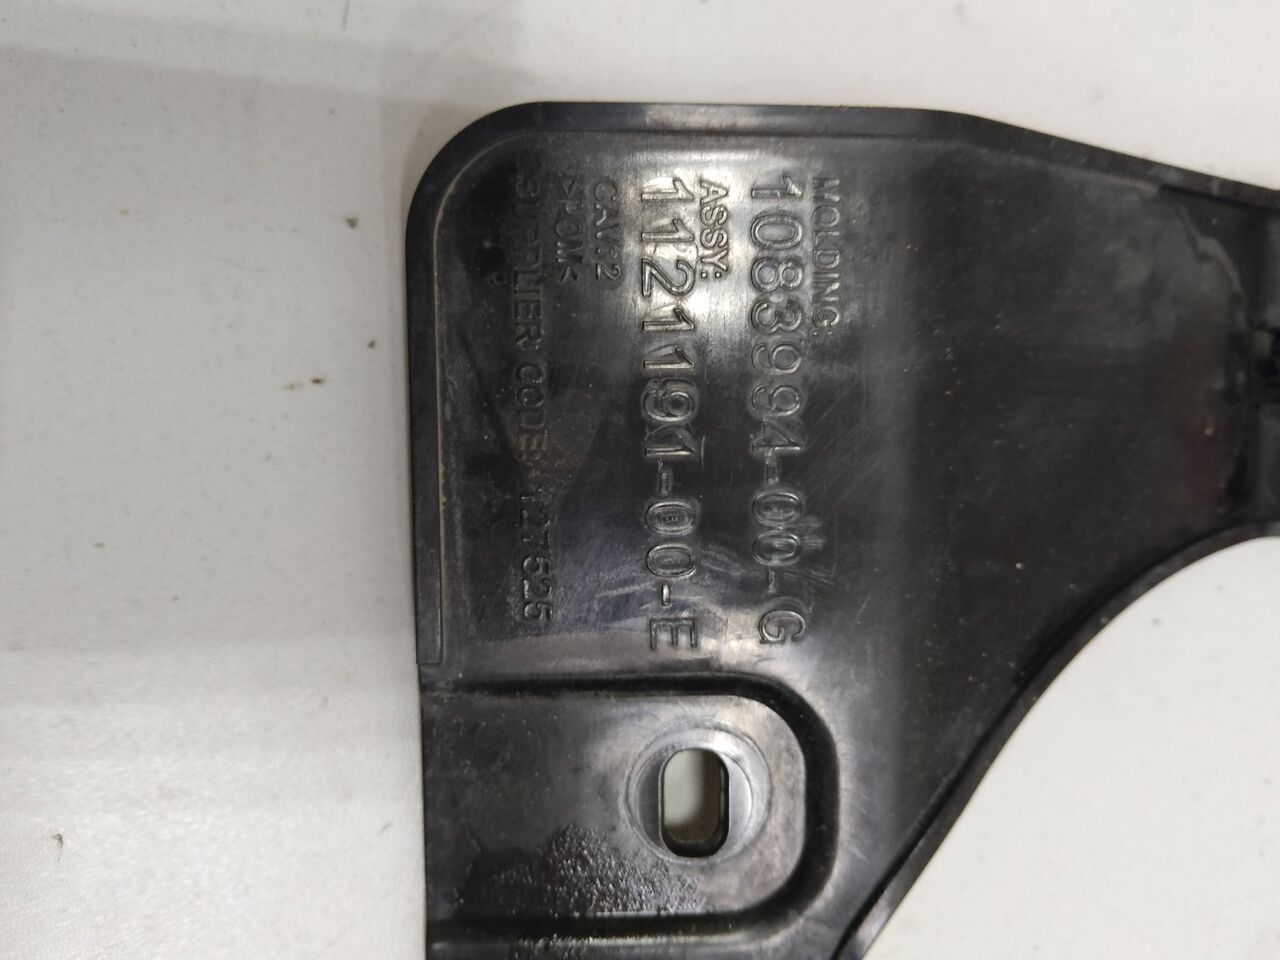 MOLDING:
1083994-00-G
ASSY:
1121191-00-E
CAV:2
>POM<
SUPPLIER CODE:127525